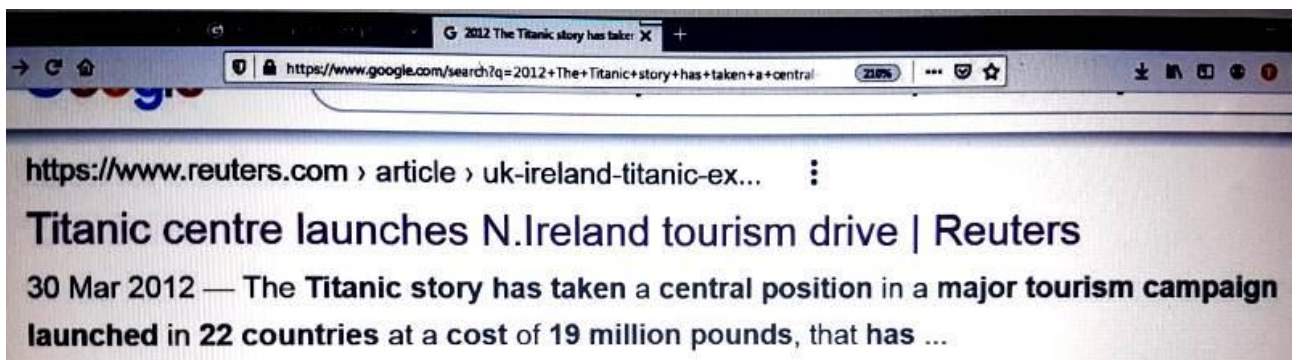 G 2012 The Titanic story has taker X +
https://www.google.com/search?q=2012+The+Titanic+story+has+taken+a+central 210% ...
https://www.reuters.com › article › uk-ireland-titanic-ex...
Titanic centre launches N.Ireland tourism drive | Reuters
30 Mar 2012 — The Titanic story has taken a central position in a major tourism campaign
launched in 22 countries at a cost of 19 million pounds, that has ...